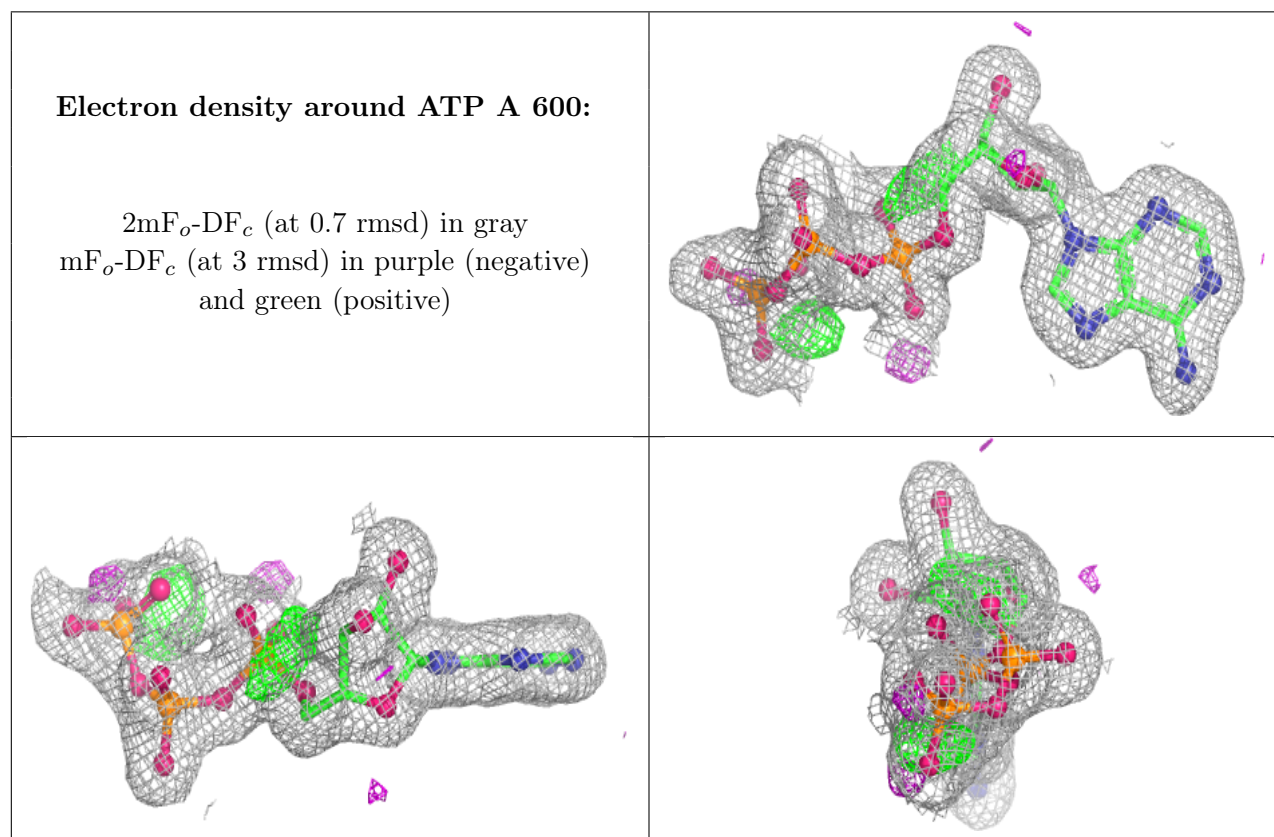 Electron density around ATP A 600:
2mFo-DFc (at 0.7 rmsd) in gray
mFo-DFc (at 3 rmsd) in purple (negative)
and green (positive)